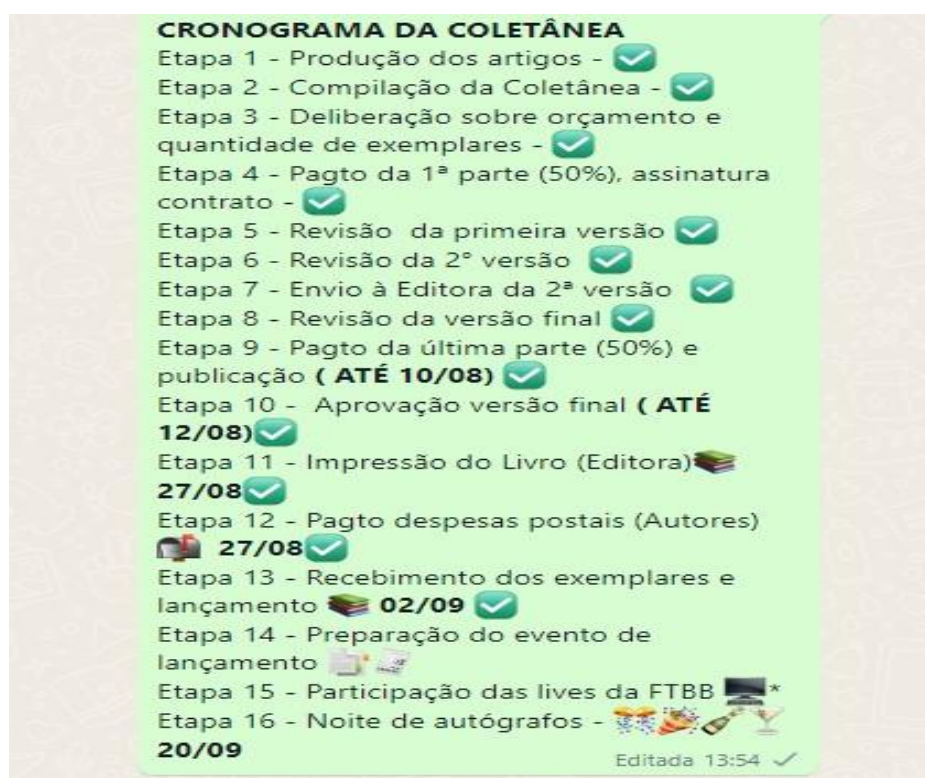 CRONOGRAMA DA COLETÂNEA
Etapa 1 - Produção dos artigos - ✅
Etapa 2 - Compilação da Coletânea - ✅
Etapa 3 - Deliberação sobre orçamento e
quantidade de exemplares - ✅
Etapa 4 - Pagto da 1ª parte (50%), assinatura
contrato - ✅
Etapa 5 - Revisão  da primeira versão ✅
Etapa 6 - Revisão da 2° versão  ✅
Etapa 7 - Envio à Editora da 2ª versão  ✅
Etapa 8 - Revisão da versão final ✅
Etapa 9 - Pagto da última parte (50%) e
publicação ( ATÉ 10/08) ✅
Etapa 10 -  Aprovação versão final ( ATÉ
12/08)✅
Etapa 11 - Impressão do Livro (Editora)📚
27/08✅
Etapa 12 - Pagto despesas postais (Autores)
📬 27/08✅
Etapa 13 - Recebimento dos exemplares e
lançamento 📚 02/09 ✅
Etapa 14 - Preparação do evento de
lançamento
Etapa 15 - Participação das lives da FTBB 🖥*
Etapa 16 - Noite de autógrafos - 🎊🎉🍾🍸
20/09
Editada 13:54 ✓